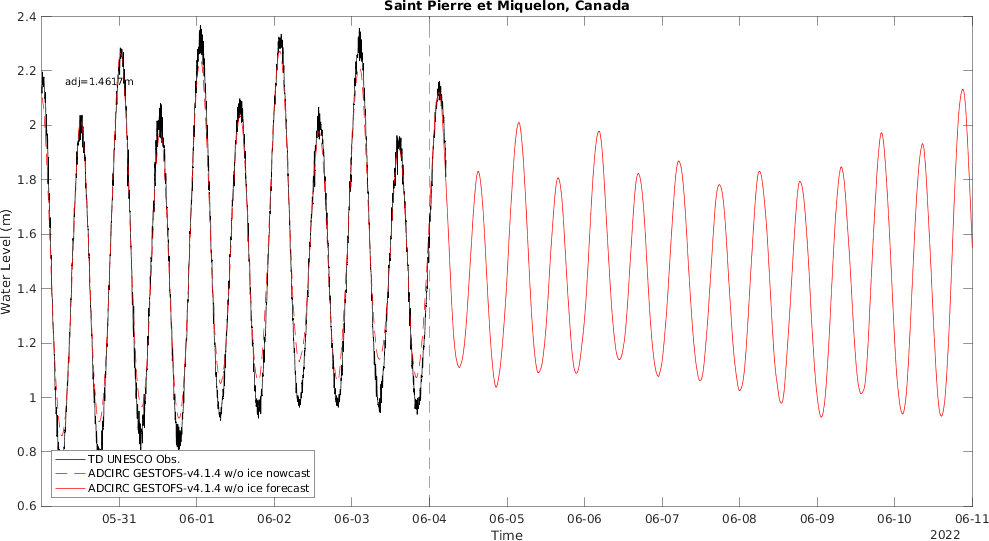 Saint Pierre et Miquelon, Canada
2.4
2.2
2
1.8
1.6
1.4
1.2
1
0.8
0.6
Water Level (m)
adj=1.4617m
TD UNESCO Obs.
ADCIRC GESTOFS-v4.1.4 w/o ice nowcast
ADCIRC GESTOFS-v4.1.4 w/o ice forecast
05-31 06-01 06-02 06-03 06-04 06-05 06-06 06-07 06-08 06-09 06-10 06-11
Time
2022